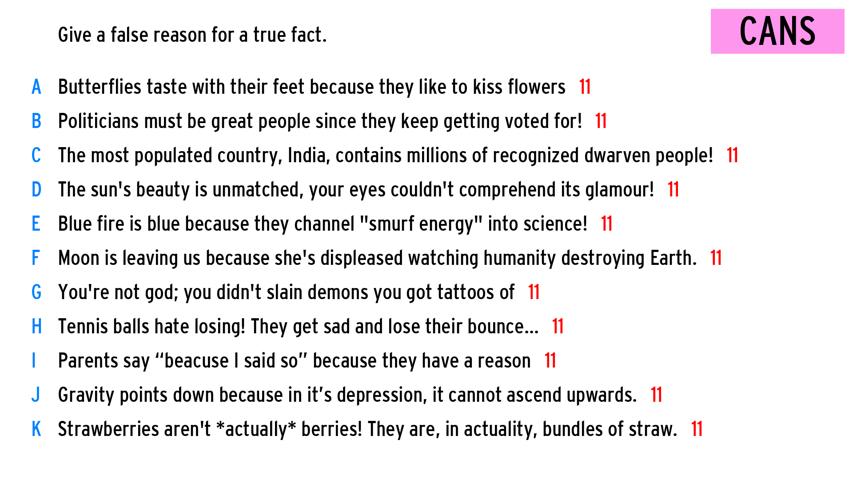 Give a false reason for a true fact.
CANS
A Butterflies taste with their feet because they like to kiss flowers 11
B Politicians must be great people since they keep getting voted for! 11
C The most populated country, India, contains millions of recognized dwarven people! 11
D The sun's beauty is unmatched, your eyes couldn't comprehend its glamour! 11
E Blue fire is blue because they channel "smurf energy" into science! 11
F Moon is leaving us because she's displeased watching humanity destroying Earth. 11
G You're not god; you didn't slain demons you got tattoos of 11
H Tennis balls hate losing! They get sad and lose their bounce... 11
I Parents say “beacuse I said so” because they have a reason 11
J Gravity points down because in it’s depression, it cannot ascend upwards. 11
K Strawberries aren't *actually* berries! They are, in actuality, bundles of straw. 11